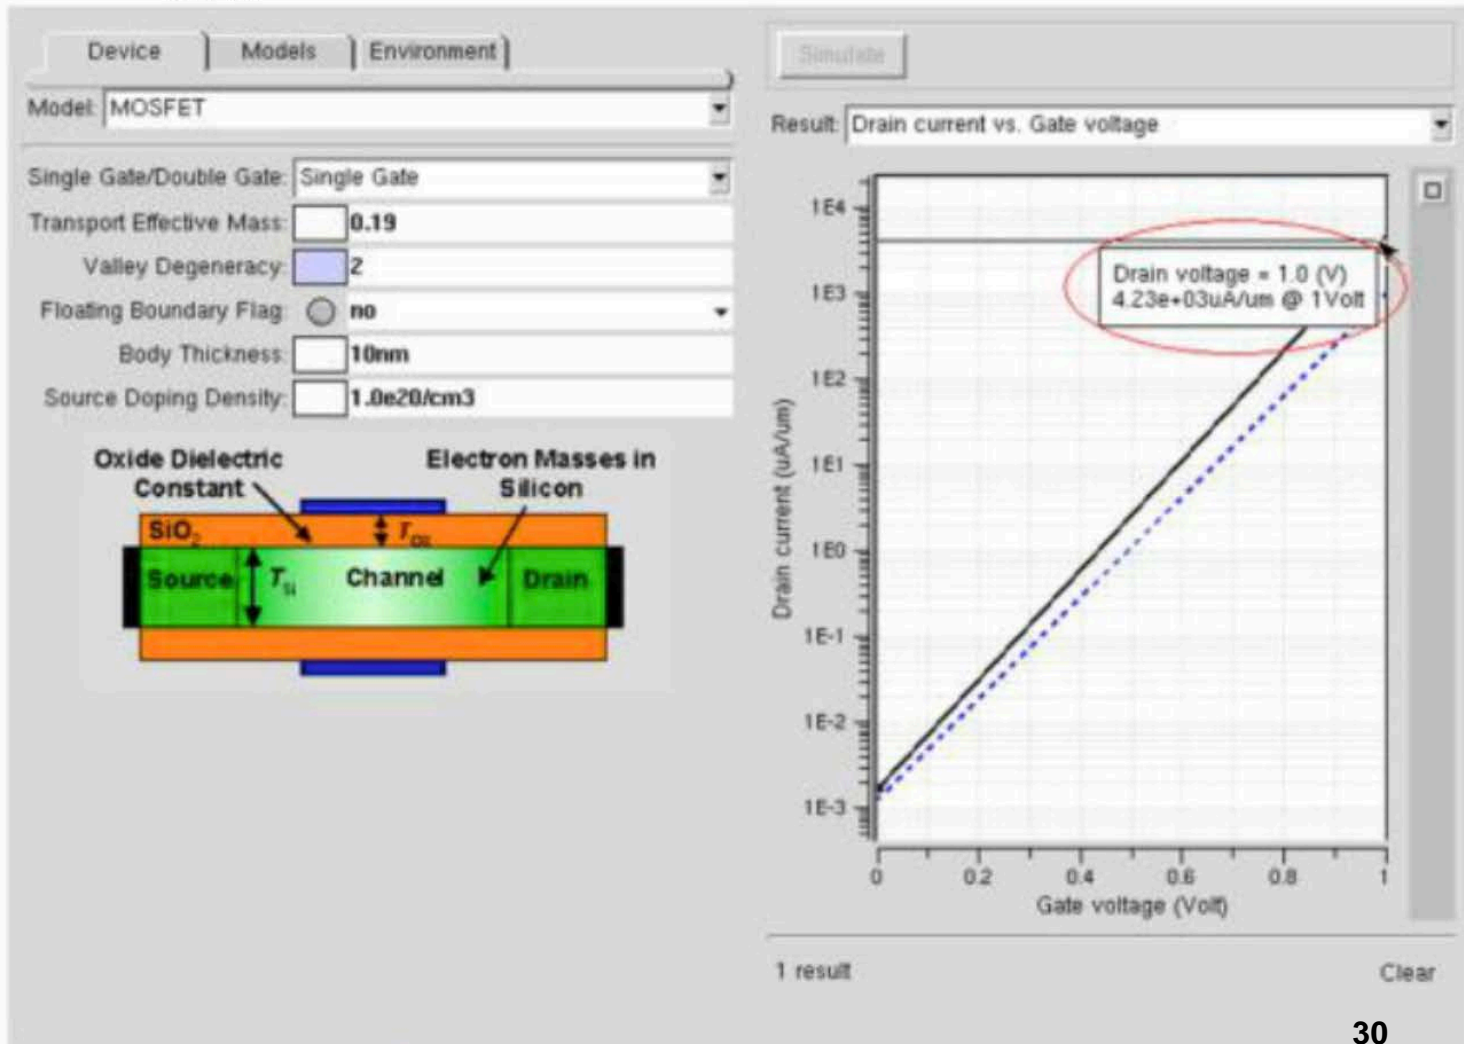 Device Models Environment
Model: MOSFET
Single Gate/Double Gate: Single Gate
Transport Effective Mass: 0.19
Valley Degeneracy: 2
Floating Boundary Flag: no
Body Thickness: 10nm
Source Doping Density: 1.0e20/cm3
Oxide Dielectric
Constant
Electron Masses in
Silicon
SiO2
Tox
Source
TSi
Channel
Drain
Simulate
Result: Drain current vs. Gate voltage
1E4
1E3
1E2
1E1
1E0
1E-1
1E-2
1E-3
Drain current (uA/um)
Drain voltage = 1.0 (V)
4.23e+03uA/um @ 1Volt
0 0.2 0.4 0.6 0.8 1
Gate voltage (Volt)
1 result
Clear
30